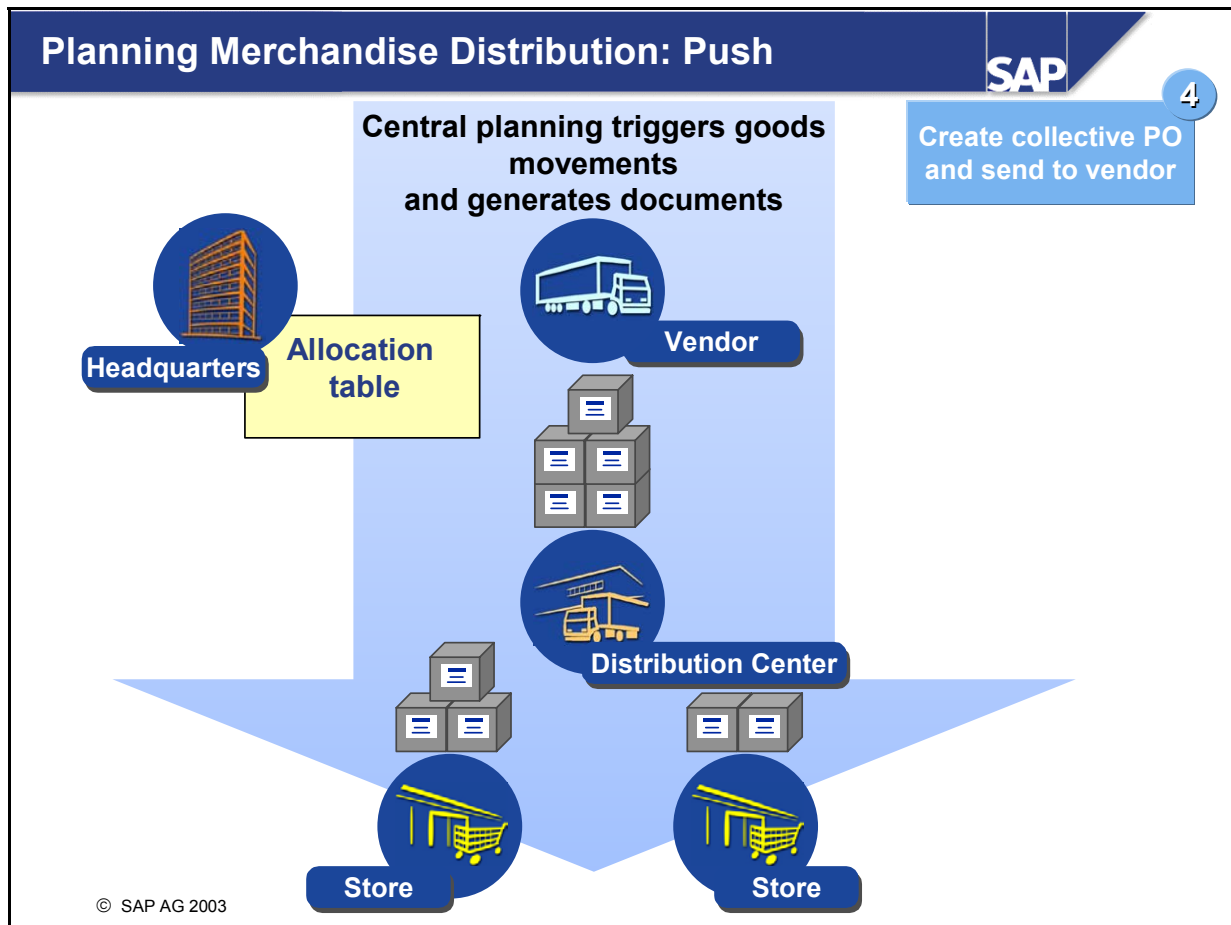 Planning Merchandise Distribution: Push
SAP
4
Create collective PO
and send to vendor
Central planning triggers goods
movements
and generates documents
Headquarters
Allocation
table
Vendor
Distribution Center
Store
Store
© SAP AG 2003